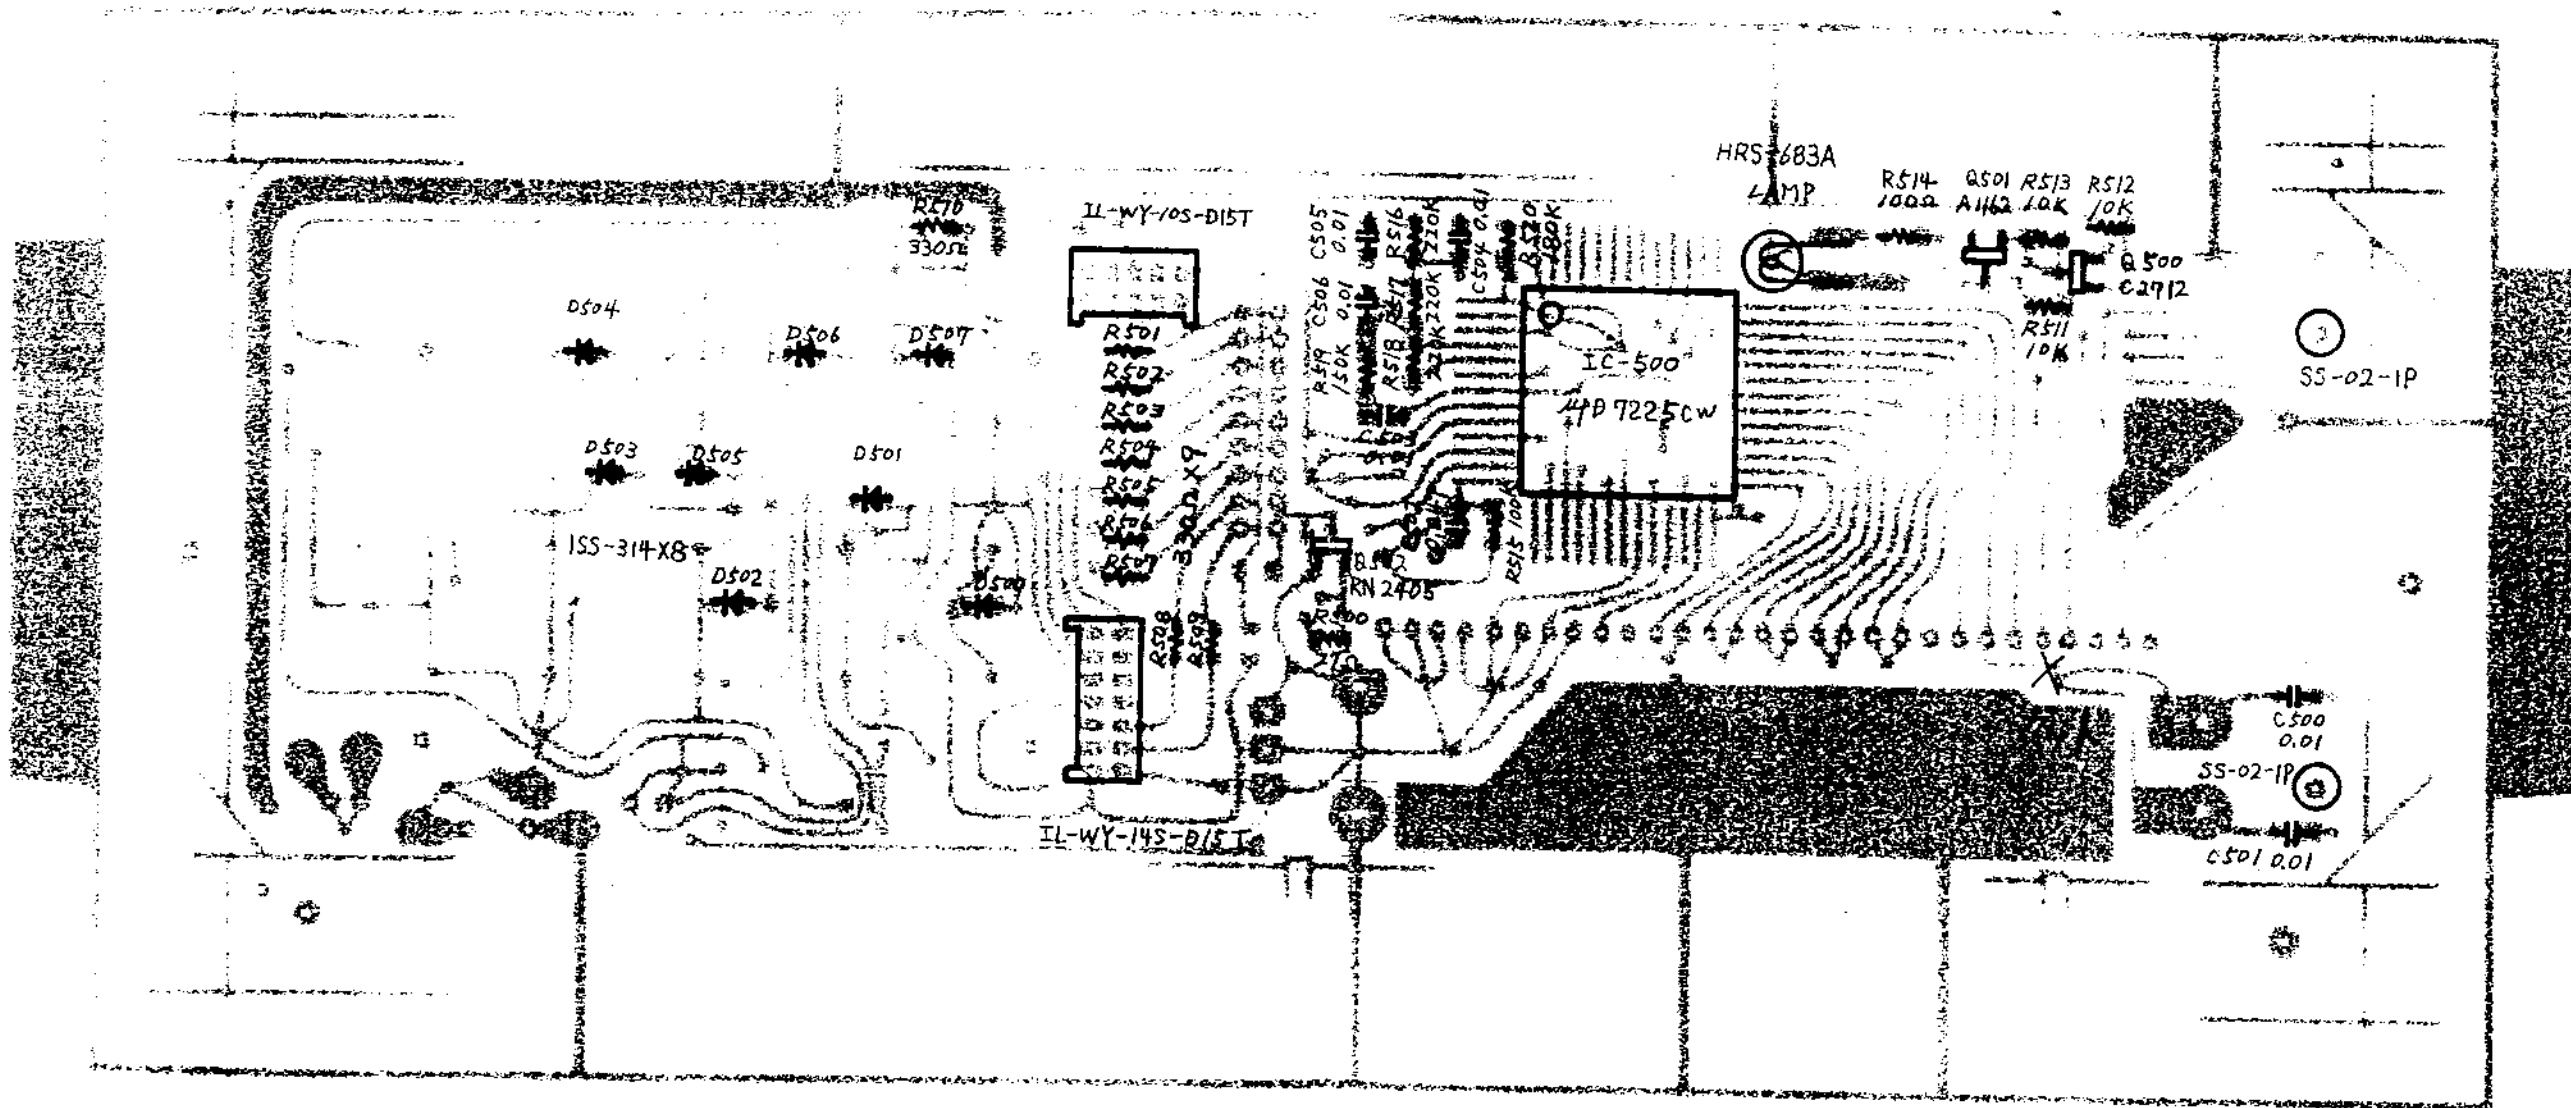 HRS-683A
LAMP
R514
100Ω
Q501
A1162
R513
10K
R512
10K
Q500
C2712
R511
10K
SS-02-1P
R510
330Ω
IL-WY-10S-D15T
C505
0.01
R516
220K
C504 0.01
R520
180K
C506
0.01
R517
220K
R519
150K
R518
220K
D504
D506
D507
R501
R502
R503
R504
R505
R506
R507
330Ω X9
IC-500
μPD7225CW
D503
D505
D501
1SS-314X8
D502
D500
R515 100K
RN2405
R508
R509
C500
0.01
SS-02-1P
IL-WY-14S-D15T
C501 0.01